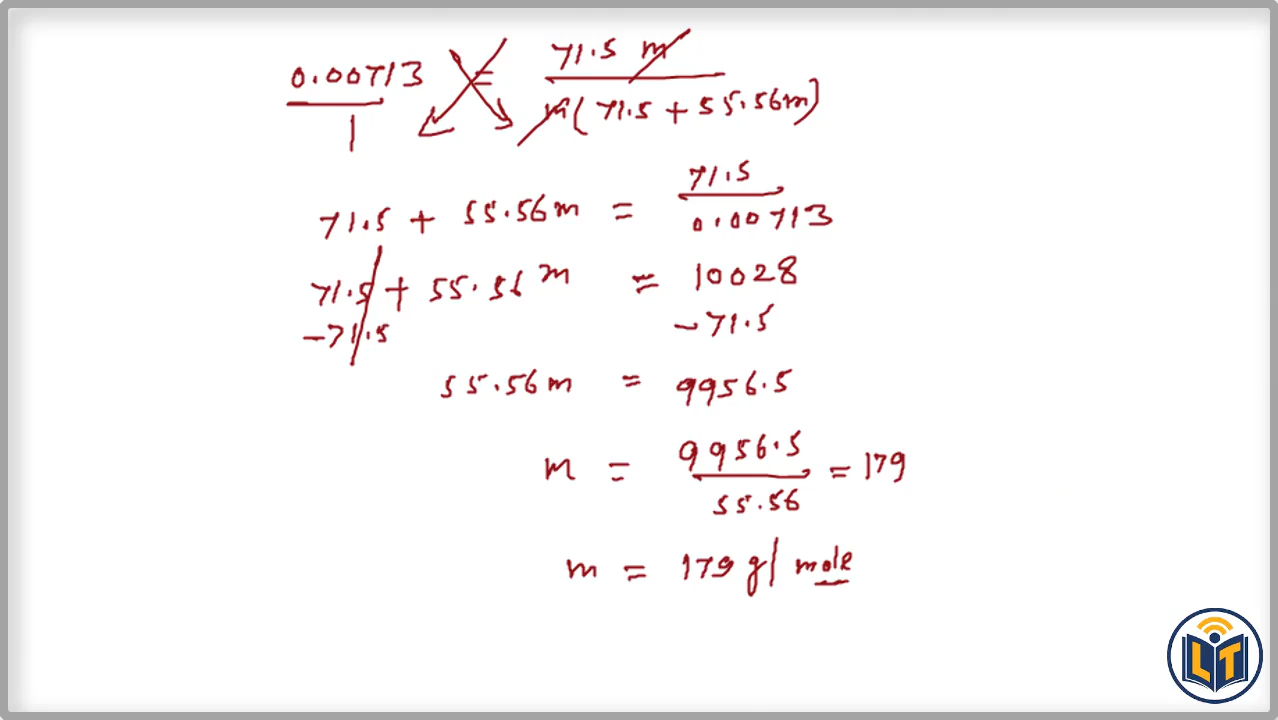 0.00713 = 71.5 m
1 m(71.5 + 55.56m)
71.5 + 55.56m = 71.5
0.00713
71.5 + 55.56 m = 10028
-71.5 -71.5
55.56m = 9956.5
m = 9956.5 = 179
55.56
m = 179 g/mole
LT